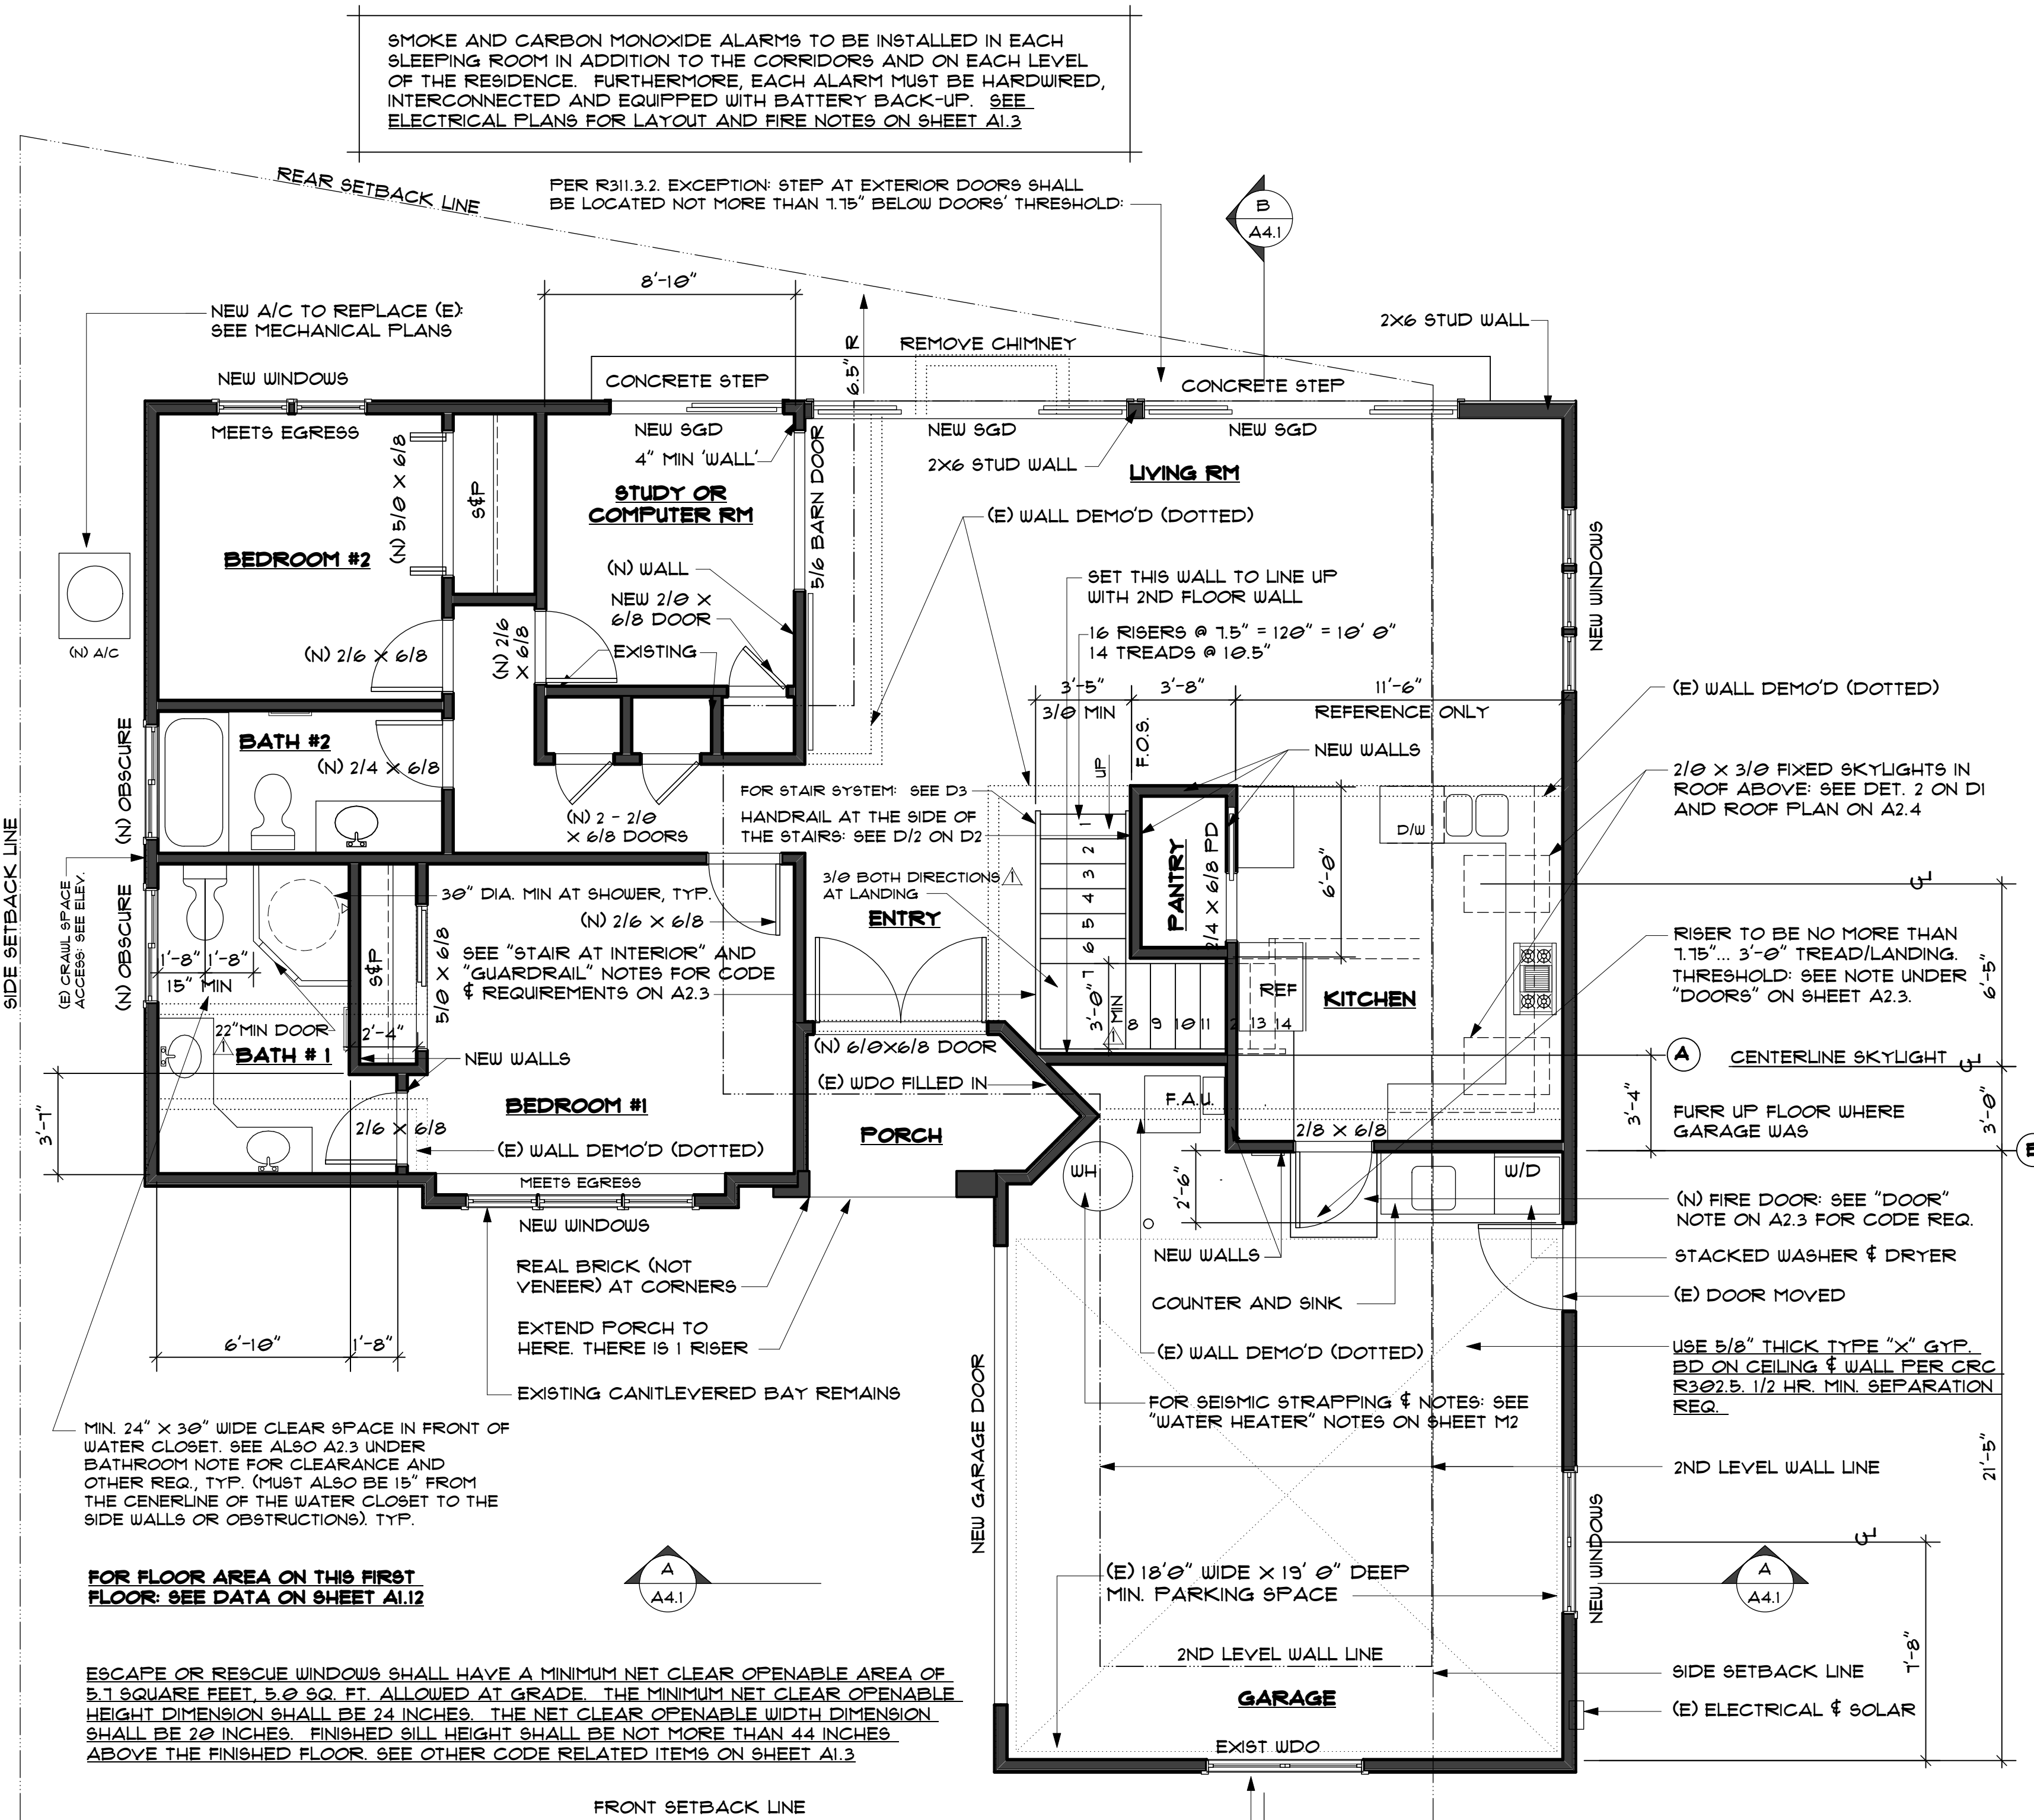 SMOKE AND CARBON MONOXIDE ALARMS TO BE INSTALLED IN EACH
SLEEPING ROOM IN ADDITION TO THE CORRIDORS AND ON EACH LEVEL
OF THE RESIDENCE. FURTHERMORE, EACH ALARM MUST BE HARDWIRED,
INTERCONNECTED AND EQUIPPED WITH BATTERY BACK-UP. SEE
ELECTRICAL PLANS FOR LAYOUT AND FIRE NOTES ON SHEET A1.3
REAR SETBACK LINE
PER R311.3.2. EXCEPTION: STEP AT EXTERIOR DOORS SHALL
BE LOCATED NOT MORE THAN 7.75" BELOW DOORS' THRESHOLD:
B
A4.1
8'-10"
NEW A/C TO REPLACE (E):
SEE MECHANICAL PLANS
2X6 STUD WALL
6.5" R
REMOVE CHIMNEY
NEW WINDOWS
CONCRETE STEP
CONCRETE STEP
MEETS EGRESS
NEW SGD
NEW SGD
NEW SGD
4" MIN 'WALL'
2X6 STUD WALL
LIVING RM
(N) 5/0 X 6/8
S&P
STUDY OR
COMPUTER RM
5/6 BARN DOOR
(E) WALL DEMO'D (DOTTED)
BEDROOM #2
(N) WALL
NEW 2/0 X
6/8 DOOR
SET THIS WALL TO LINE UP
WITH 2ND FLOOR WALL
NEW WINDOWS
(N) A/C
(N) 2/6 X 6/8
(N) 2/6
X 6/8
EXISTING
16 RISERS @ 7.5" = 120" = 10' 0"
14 TREADS @ 10.5"
3'-5"
3'-8"
11'-6"
3/0 MIN
REFERENCE ONLY
F.O.S.
(E) WALL DEMO'D (DOTTED)
(N) OBSCURE
BATH #2
(N) 2/4 X 6/8
NEW WALLS
UP
2/0 X 3/0 FIXED SKYLIGHTS IN
ROOF ABOVE: SEE DET. 2 ON D1
AND ROOF PLAN ON A2.4
FOR STAIR SYSTEM: SEE D3
(N) 2 - 2/0
X 6/8 DOORS
HANDRAIL AT THE SIDE OF
THE STAIRS: SEE D/2 ON D2
D/W
SIDE SETBACK LINE
(E) CRAWL SPACE
ACCESS: SEE ELEV.
(N) OBSCURE
1
2
3
4
5
6
7
8
9
10
11
2
13
14
PANTRY
2/4 X 6/8 PD
6'-0"
CL
30" DIA. MIN AT SHOWER, TYP.
(N) 2/6 X 6/8
3/0 BOTH DIRECTIONS
1
AT LANDING
ENTRY
RISER TO BE NO MORE THAN
7.75"... 3'-0" TREAD/LANDING.
THRESHOLD: SEE NOTE UNDER
"DOORS" ON SHEET A2.3.
6'-5"
1'-8"
1'-8"
15" MIN
S&P
5/0 X 6/8
SEE "STAIR AT INTERIOR" AND
"GUARDRAIL" NOTES FOR CODE
& REQUIREMENTS ON A2.3
REF
KITCHEN
3'-0"
MIN
1
22"MIN DOOR
1
2'-4"
BATH # 1
NEW WALLS
(N) 6/0X6/8 DOOR
(E) WDO FILLED IN
A
CENTERLINE SKYLIGHT
CL
3'-7"
BEDROOM #1
F.A.U.
3'-4"
FURR UP FLOOR WHERE
GARAGE WAS
3'-0"
2/6 X 6/8
PORCH
2/8 X 6/8
(E) WALL DEMO'D (DOTTED)
WH
2'-6"
W/D
MEETS EGRESS
NEW WINDOWS
(N) FIRE DOOR: SEE "DOOR"
NOTE ON A2.3 FOR CODE REQ.
REAL BRICK (NOT
VENEER) AT CORNERS
NEW WALLS
STACKED WASHER & DRYER
COUNTER AND SINK
(E) DOOR MOVED
EXTEND PORCH TO
HERE. THERE IS 1 RISER
6'-10"
1'-8"
(E) WALL DEMO'D (DOTTED)
USE 5/8" THICK TYPE "X" GYP.
BD ON CEILING & WALL PER CRC
R302.5. 1/2 HR. MIN. SEPARATION
REQ.
EXISTING CANITLEVERED BAY REMAINS
NEW GARAGE DOOR
FOR SEISMIC STRAPPING & NOTES: SEE
"WATER HEATER" NOTES ON SHEET M2
MIN. 24" X 30" WIDE CLEAR SPACE IN FRONT OF
WATER CLOSET. SEE ALSO A2.3 UNDER
BATHROOM NOTE FOR CLEARANCE AND
OTHER REQ., TYP. (MUST ALSO BE 15" FROM
THE CENERLINE OF THE WATER CLOSET TO THE
SIDE WALLS OR OBSTRUCTIONS). TYP.
2ND LEVEL WALL LINE
21'-5"
NEW WINDOWS
CL
FOR FLOOR AREA ON THIS FIRST
FLOOR: SEE DATA ON SHEET A1.12
A
A4.1
(E) 18'0" WIDE X 19' 0" DEEP
MIN. PARKING SPACE
A
A4.1
2ND LEVEL WALL LINE
7'-8"
ESCAPE OR RESCUE WINDOWS SHALL HAVE A MINIMUM NET CLEAR OPENABLE AREA OF
5.7 SQUARE FEET, 5.0 SQ. FT. ALLOWED AT GRADE. THE MINIMUM NET CLEAR OPENABLE
HEIGHT DIMENSION SHALL BE 24 INCHES. THE NET CLEAR OPENABLE WIDTH DIMENSION
SHALL BE 20 INCHES. FINISHED SILL HEIGHT SHALL BE NOT MORE THAN 44 INCHES
ABOVE THE FINISHED FLOOR. SEE OTHER CODE RELATED ITEMS ON SHEET A1.3
SIDE SETBACK LINE
GARAGE
(E) ELECTRICAL & SOLAR
EXIST WDO
FRONT SETBACK LINE